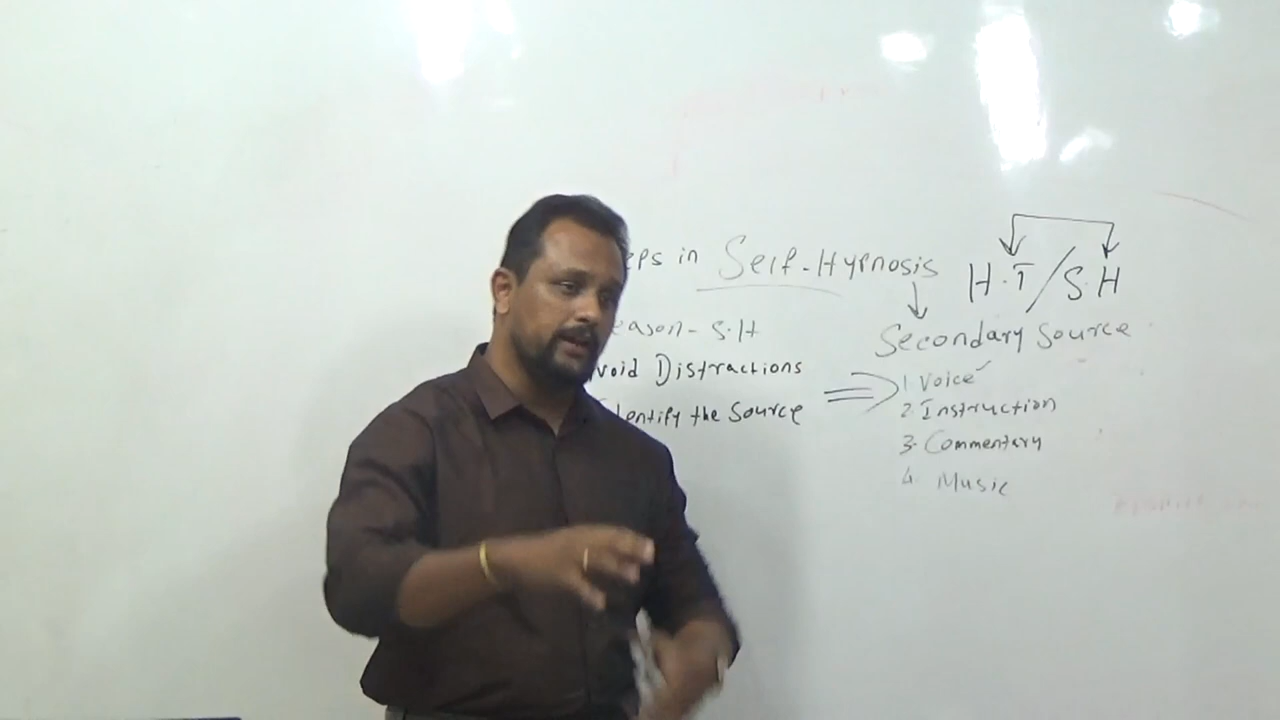 eps in Self-Hypnosis H.T/S.H
Secondary Source
eason - S.H
void Distractions
1 Voice
2. Instruction
dentify the Source
3. Commentary
4. Music